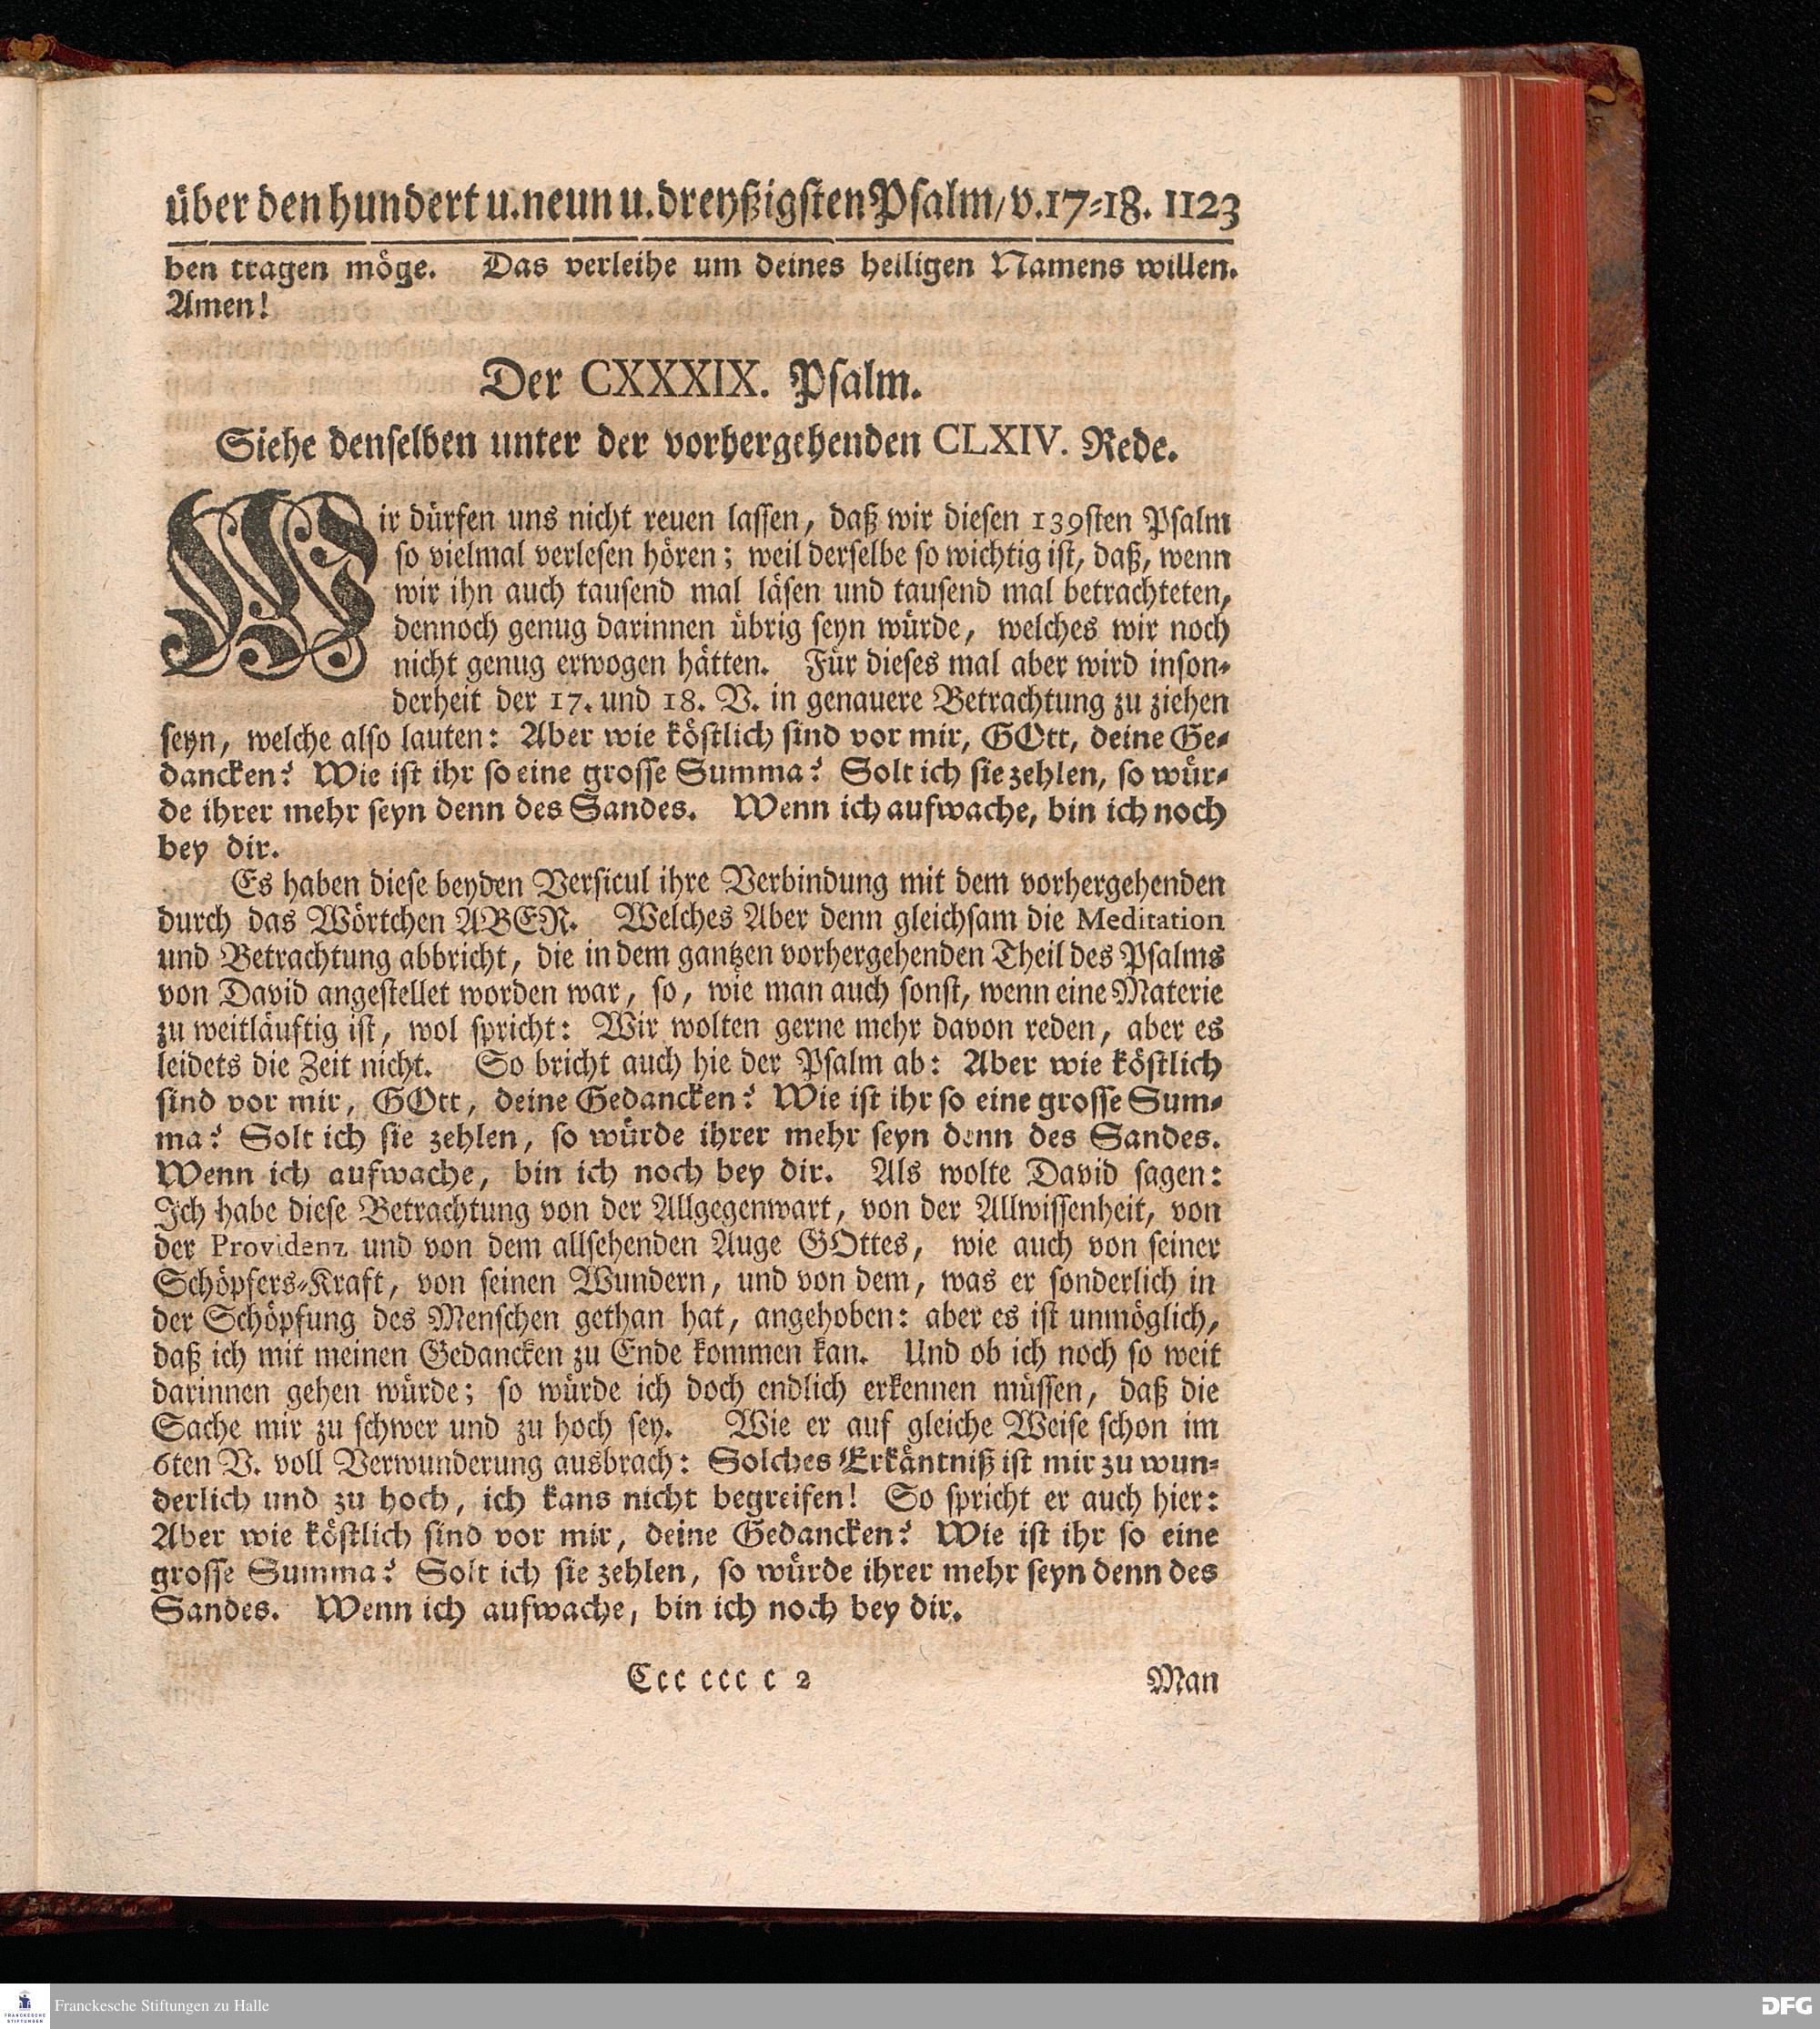 über den hundert u. neun u. dreyßigsten Psalm, v. 17-18. 1123
ben tragen möge. Das verleihe um deines heiligen Namens willen.
Amen!
Der CXXXIX. Psalm.
Siehe denselben unter der vorhergehenden CLXIV. Rede.
Wir dürfen uns nicht reuen lassen, daß wir diesen 139sten Psalm
so vielmal verlesen hören; weil derselbe so wichtig ist, daß, wenn
wir ihn auch tausend mal läsen und tausend mal betrachteten,
dennoch genug darinnen übrig seyn würde, welches wir noch
nicht genug erwogen hätten. Für dieses mal aber wird inson-
derheit der 17. und 18. V. in genauere Betrachtung zu ziehen
seyn, welche also lauten: Aber wie köstlich sind vor mir, GOtt, deine Ge-
dancken? Wie ist ihr so eine grosse Summa? Solt ich sie zehlen, so wür-
de ihrer mehr seyn denn des Sandes. Wenn ich aufwache, bin ich noch
bey dir.
Es haben diese beyden Versicul ihre Verbindung mit dem vorhergehenden
durch das Wörtchen ABER. Welches Aber denn gleichsam die Meditation
und Betrachtung abbricht, die in dem gantzen vorhergehenden Theil des Psalms
von David angestellet worden war, so, wie man auch sonst, wenn eine Materie
zu weitläuftig ist, wol spricht: Wir wolten gerne mehr davon reden, aber es
leidets die Zeit nicht. So bricht auch hie der Psalm ab: Aber wie köstlich
sind vor mir, GOtt, deine Gedancken? Wie ist ihr so eine grosse Sum-
ma? Solt ich sie zehlen, so würde ihrer mehr seyn denn des Sandes.
Wenn ich aufwache, bin ich noch bey dir. Als wolte David sagen:
Ich habe diese Betrachtung von der Allgegenwart, von der Allwissenheit, von
der Providenz und von dem allsehenden Auge GOttes, wie auch von seiner
Schöpfers-Kraft, von seinen Wundern, und von dem, was er sonderlich in
der Schöpfung des Menschen gethan hat, angehoben: aber es ist unmöglich,
daß ich mit meinen Gedancken zu Ende kommen kan. Und ob ich noch so weit
darinnen gehen würde; so würde ich doch endlich erkennen müssen, daß die
Sache mir zu schwer und zu hoch sey. Wie er auf gleiche Weise schon im
6ten V. voll Verwunderung ausbrach: Solches Erkäntniß ist mir zu wun-
derlich und zu hoch, ich kans nicht begreifen! So spricht er auch hier:
Aber wie köstlich sind vor mir, deine Gedancken? Wie ist ihr so eine
grosse Summa? Solt ich sie zehlen, so würde ihrer mehr seyn denn des
Sandes. Wenn ich aufwache, bin ich noch bey dir.
Ccc ccc c 2 Man
FRANCKESCHE STIFTUNGEN
Franckesche Stiftungen zu Halle
DFG